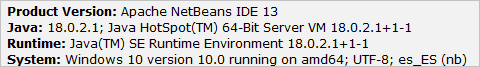 Product Version: Apache NetBeans IDE 13
Java: 18.0.2.1; Java HotSpot(TM) 64-Bit Server VM 18.0.2.1+1-1
Runtime: Java(TM) SE Runtime Environment 18.0.2.1+1-1
System: Windows 10 version 10.0 running on amd64; UTF-8; es_ES (nb)